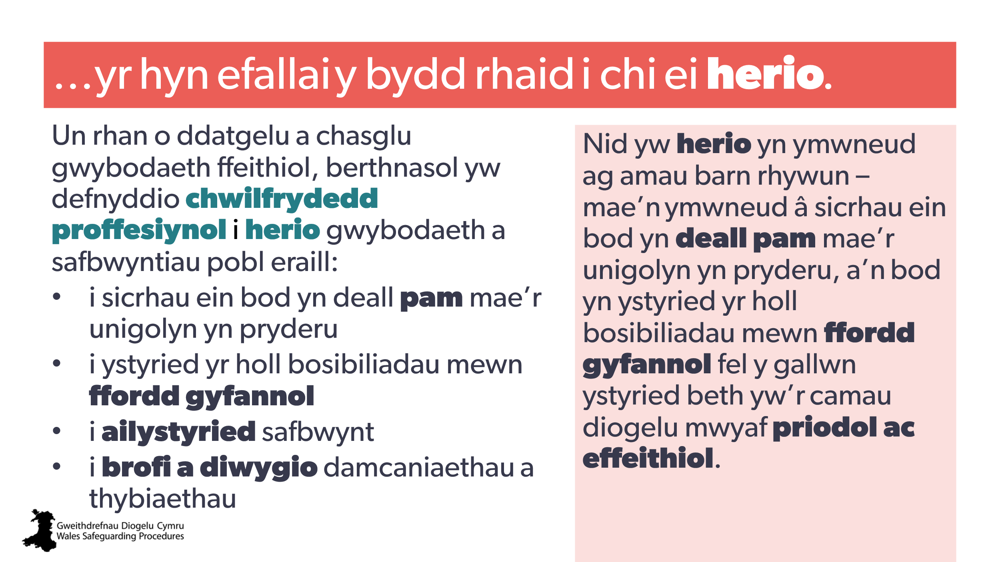 ...yr hyn efallai y bydd rhaid i chi ei herio.
Un rhan o ddatgelu a chasglu
gwybodaeth ffeithiol, berthnasol yw
defnyddio chwilfrydedd
proffesiynol i herio gwybodaeth a
safbwyntiau pobl eraill:
• i sicrhau ein bod yn deall pam mae’r
unigolyn yn pryderu
• i ystyried yr holl bosibiliadau mewn
ffordd gyfannol
• i ailystyried safbwynt
• i brofi a diwygio damcaniaethau a
thybiaethau
Nid yw herio yn ymwneud
ag amau barn rhywun –
mae’n ymwneud â sicrhau ein
bod yn deall pam mae’r
unigolyn yn pryderu, a’n bod
yn ystyried yr holl
bosibiliadau mewn ffordd
gyfannol fel y gallwn
ystyried beth yw’r camau
diogelu mwyaf priodol ac
effeithiol.
Gweithdrefnau Diogelu Cymru
Wales Safeguarding Procedures